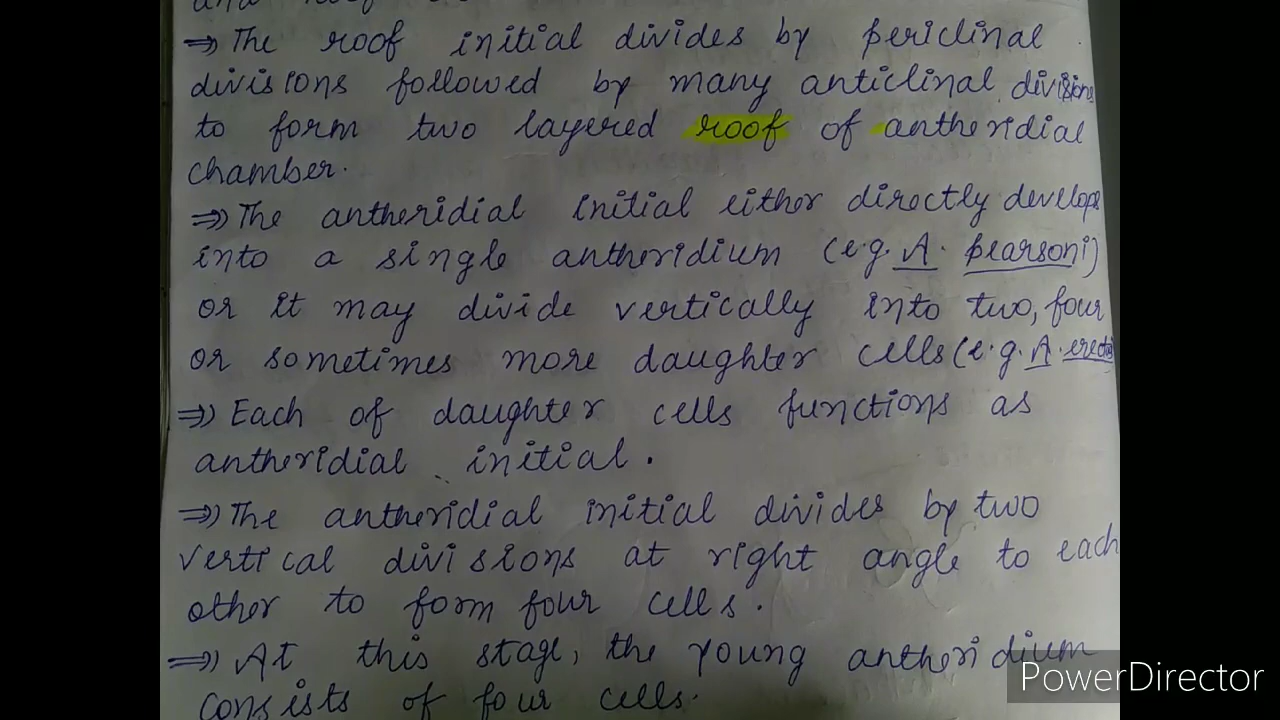 and roof
⇒ The roof initial divides by periclinal
divisions followed by many anticlinal divisions
to form two layered roof of antheridial
chamber.
⇒ The antheridial initial either directly develops
into a single antheridium (e.g. A. pearsoni)
or it may divide vertically into two, four
or sometimes more daughter cells (e.g. A. erectus
⇒ Each of daughter cells functions as
antheridial initial.
⇒ The antheridial initial divides by two
vertical divisions at right angle to each
other to form four cells.
⇒ At this stage, the young antheridium
consists of four cells.
PowerDirector